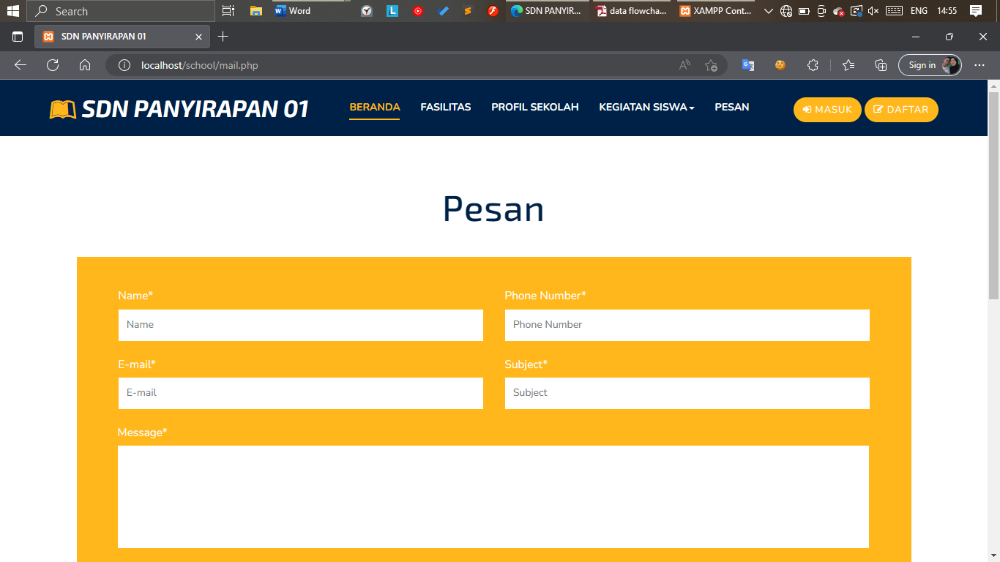 Search
Word
SDN PANYIR...
data flowcha...
XAMPP Cont...
ENG
14:55
SDN PANYIRAPAN 01
localhost/school/mail.php
Sign in
SDN PANYIRAPAN 01
BERANDA
FASILITAS
PROFIL SEKOLAH
KEGIATAN SISWA
PESAN
MASUK
DAFTAR
Pesan
Name*
Phone Number*
Name
Phone Number
E-mail*
Subject*
E-mail
Subject
Message*